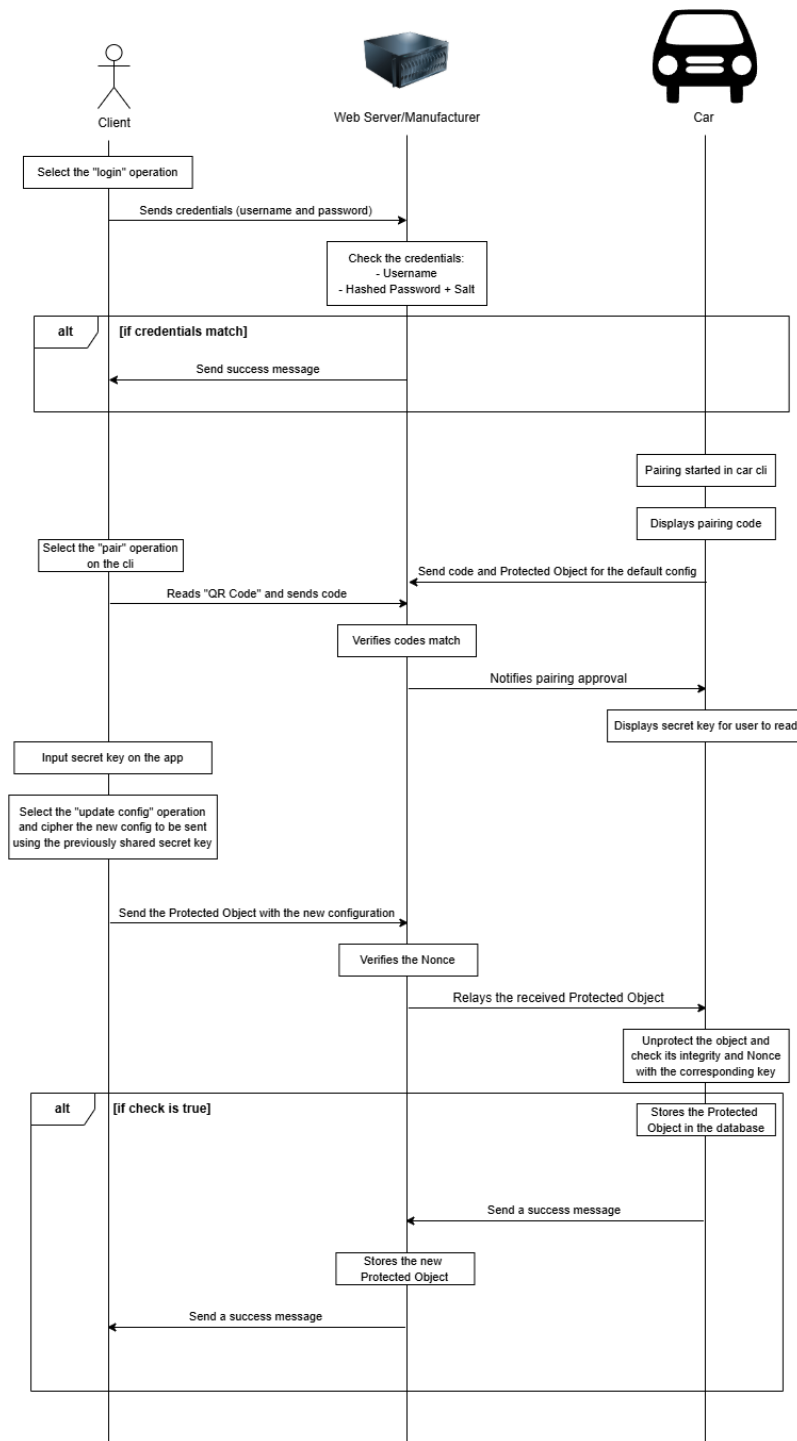 Client
Web Server/Manufacturer
Car
Select the "login" operation
Sends credentials (username and password)
Check the credentials:
- Username
- Hashed Password + Salt
alt
[if credentials match]
Send success message
Pairing started in car cli
Displays pairing code
Select the "pair" operation
on the cli
Send code and Protected Object for the default config
Reads "QR Code" and sends code
Verifies codes match
Notifies pairing approval
Displays secret key for user to read
Input secret key on the app
Select the "update config" operation
and cipher the new config to be sent
using the previously shared secret key
Send the Protected Object with the new configuration
Verifies the Nonce
Relays the received Protected Object
Unprotect the object and
check its integrity and Nonce
with the corresponding key
alt
[if check is true]
Stores the Protected
Object in the database
Send a success message
Stores the new
Protected Object
Send a success message